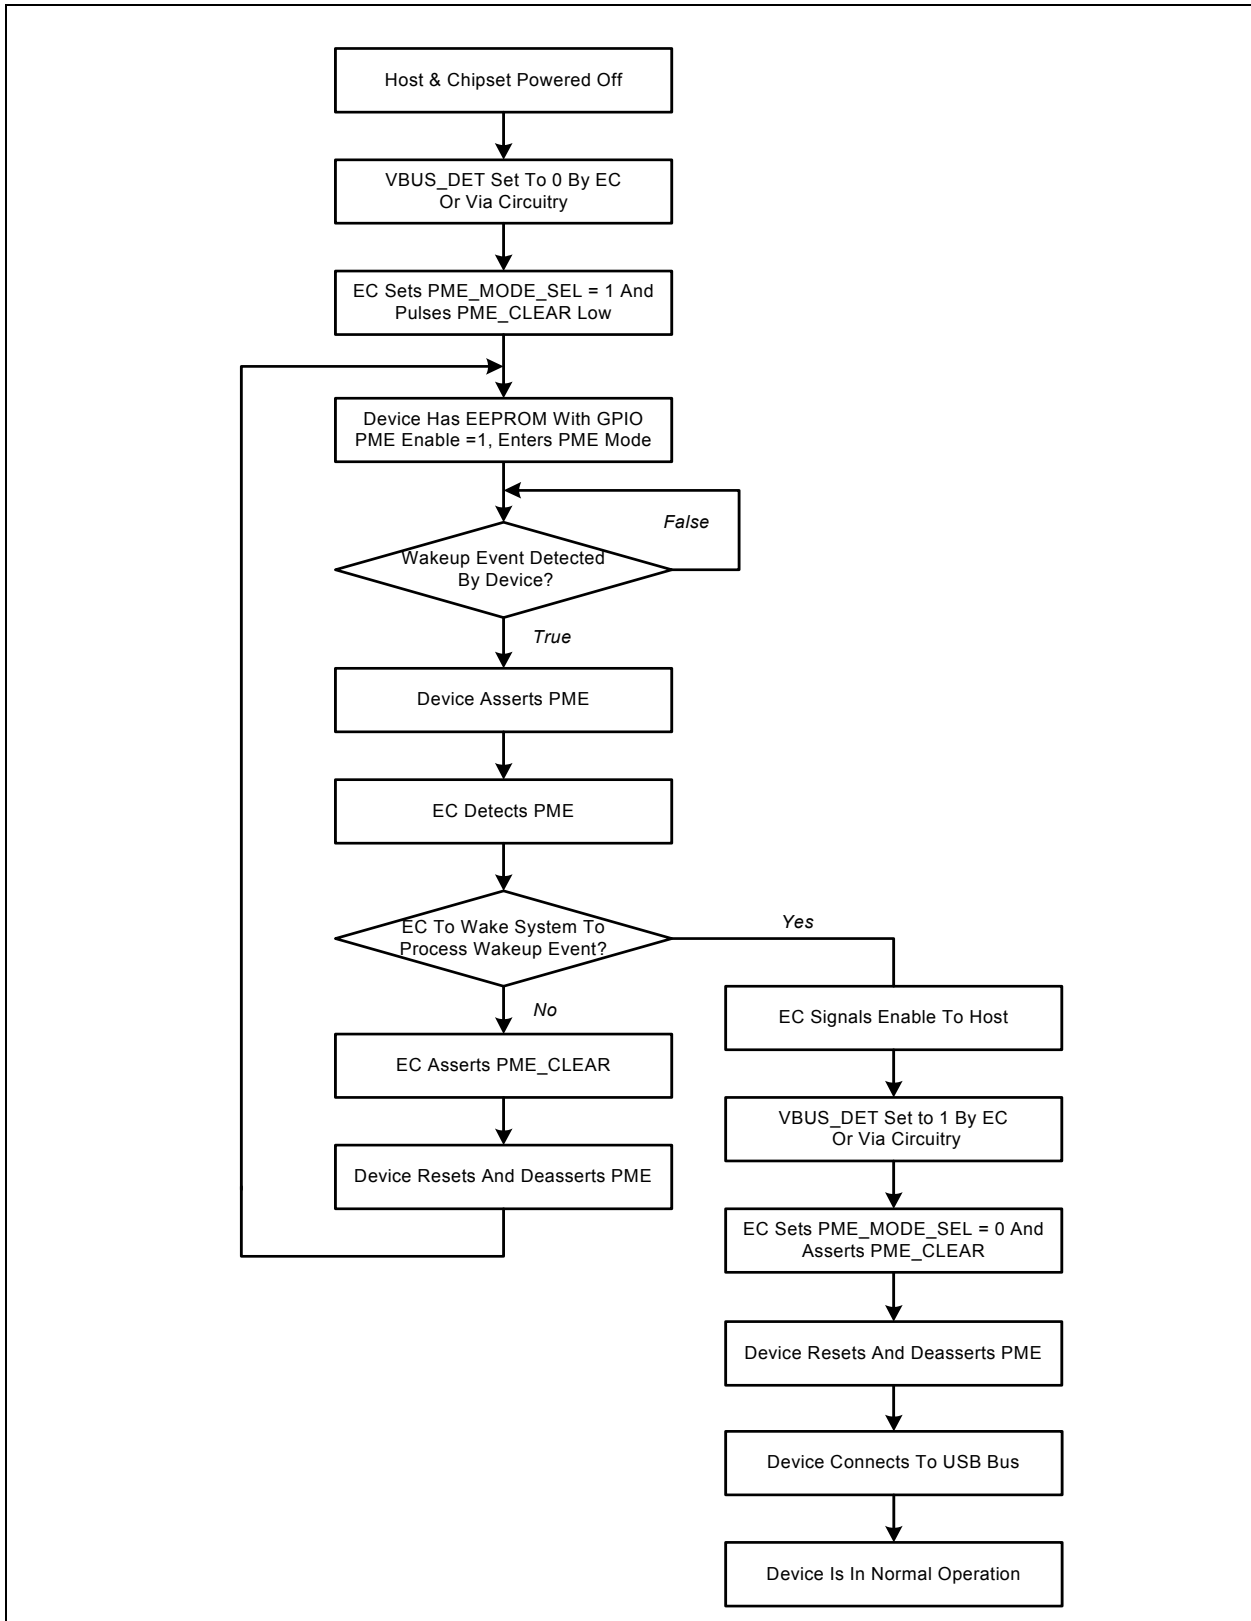 Host & Chipset Powered Off
VBUS_DET Set To 0 By EC
Or Via Circuitry
EC Sets PME_MODE_SEL = 1 And
Pulses PME_CLEAR Low
Device Has EEPROM With GPIO
PME Enable =1, Enters PME Mode
False
Wakeup Event Detected
By Device?
True
Device Asserts PME
EC Detects PME
EC To Wake System To
Process Wakeup Event?
Yes
No
EC Asserts PME_CLEAR
Device Resets And Deasserts PME
EC Signals Enable To Host
VBUS_DET Set to 1 By EC
Or Via Circuitry
EC Sets PME_MODE_SEL = 0 And
Asserts PME_CLEAR
Device Resets And Deasserts PME
Device Connects To USB Bus
Device Is In Normal Operation